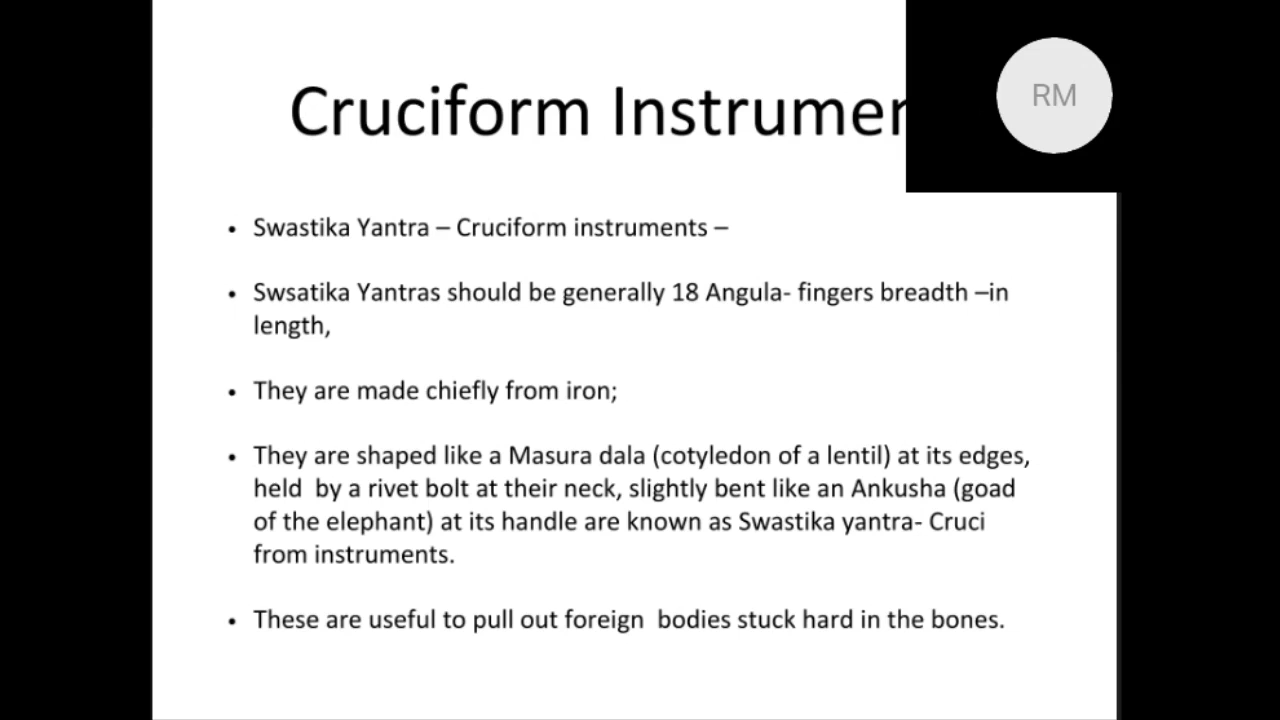 Cruciform Instrumen
RM
• Swastika Yantra – Cruciform instruments –
• Swsatika Yantras should be generally 18 Angula- fingers breadth –in
length,
• They are made chiefly from iron;
• They are shaped like a Masura dala (cotyledon of a lentil) at its edges,
held  by a rivet bolt at their neck, slightly bent like an Ankusha (goad
of the elephant) at its handle are known as Swastika yantra- Cruci
from instruments.
• These are useful to pull out foreign  bodies stuck hard in the bones.